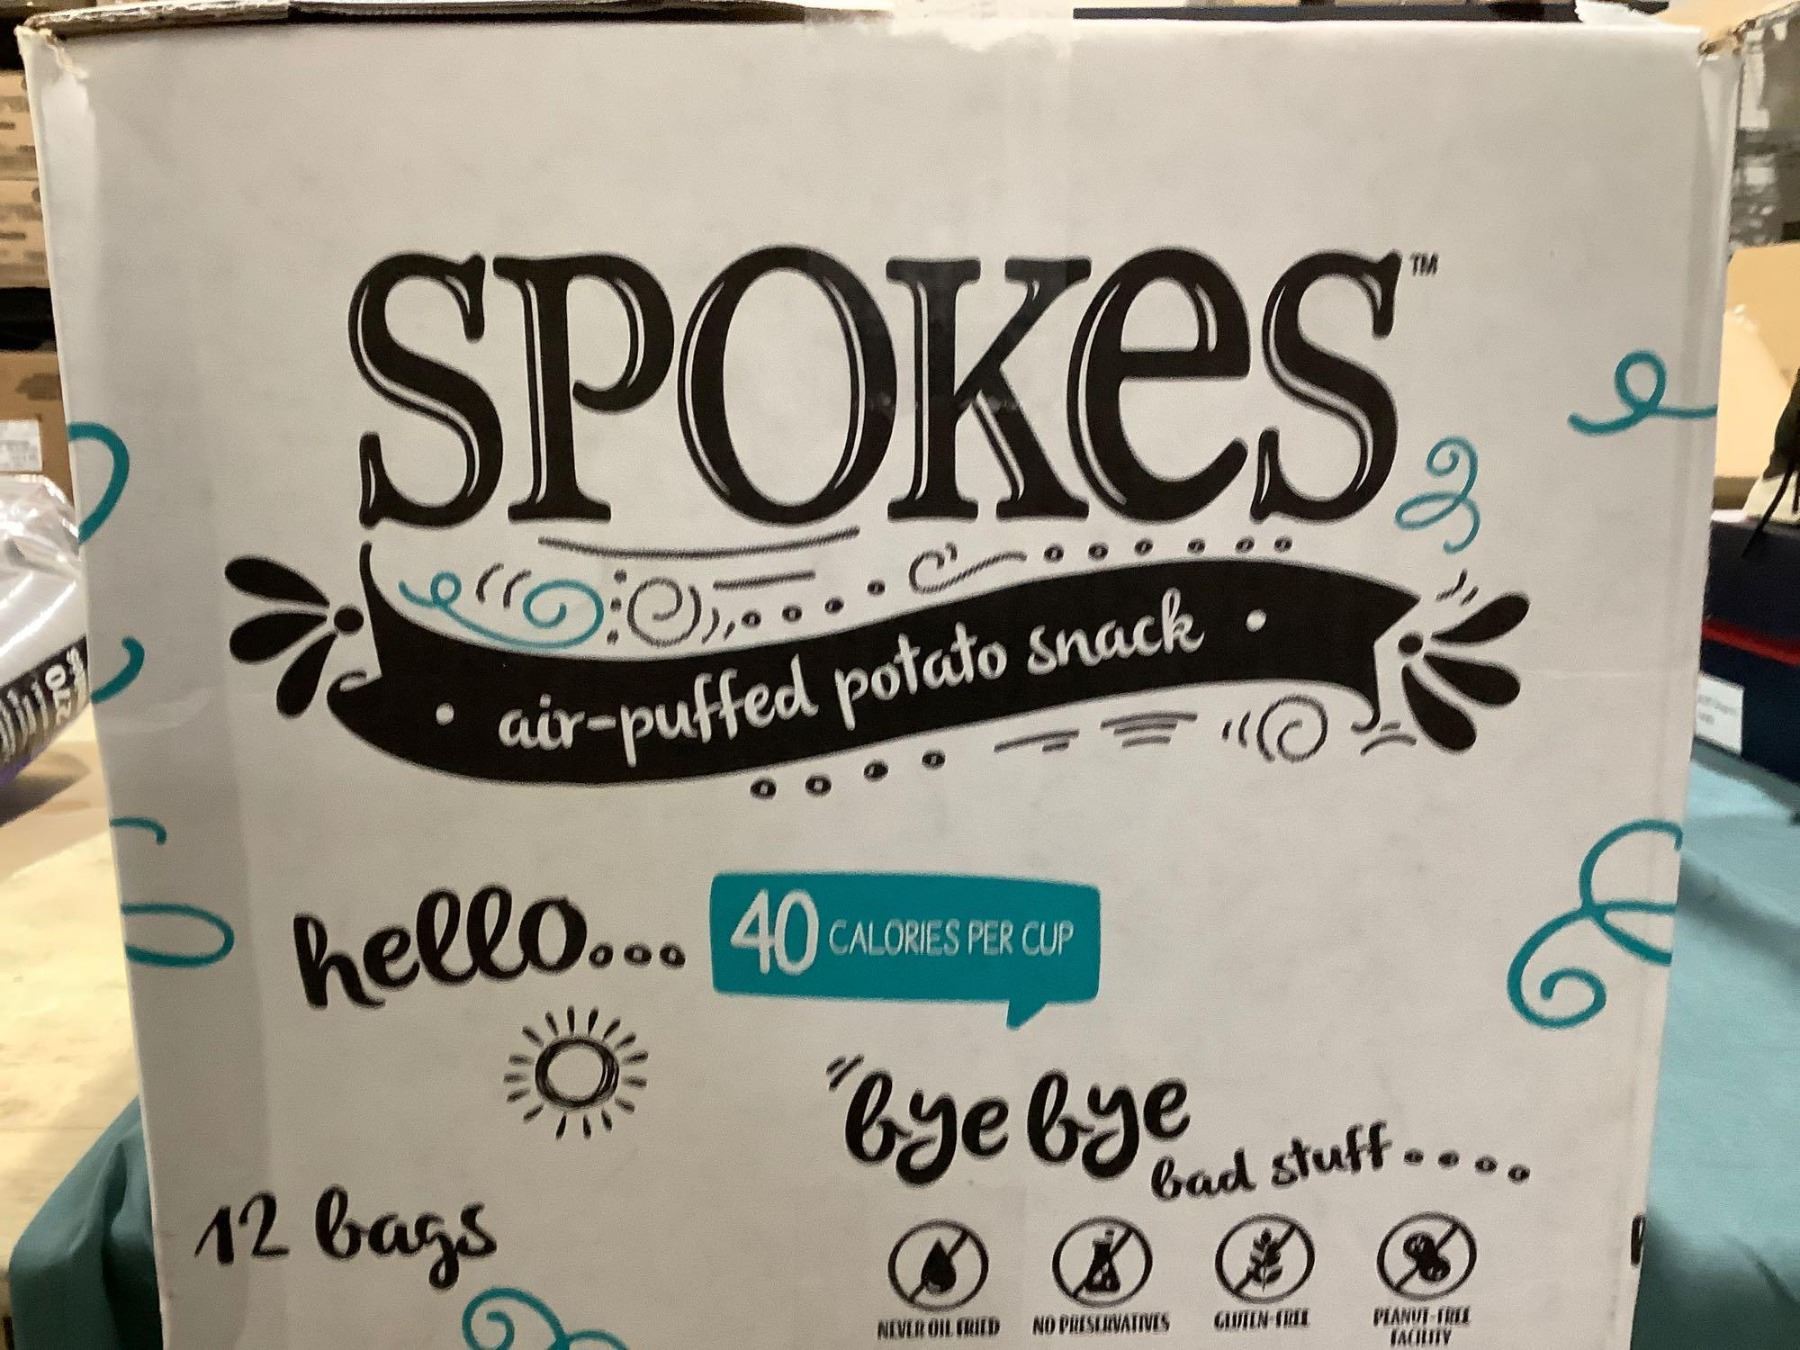 SPOKeS™
• air-puffed potato snack •
hello...
40 CALORIES PER CUP
bye bye
bad stuff....
12 bags
NEVER OIL FRIED
NO PRESERVATIVES
GLUTEN-FREE
PEANUT-FREE
FACILITY